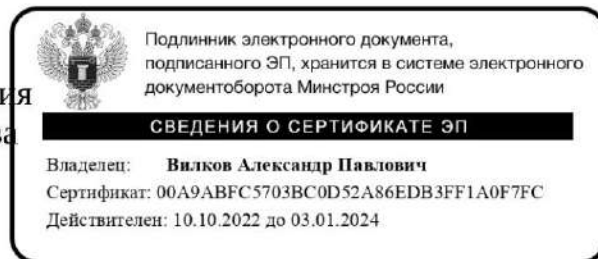 Подлинник электронного документа,
подписанного ЭП, хранится в системе электронного
документоборота Минстроя России
СВЕДЕНИЯ О СЕРТИФИКАТЕ ЭП
Владелец: Вилков Александр Павлович
Сертификат: 00A9ABFC5703BC0D52A86EDB3FF1A0F7FC
Действителен: 10.10.2022 до 03.01.2024